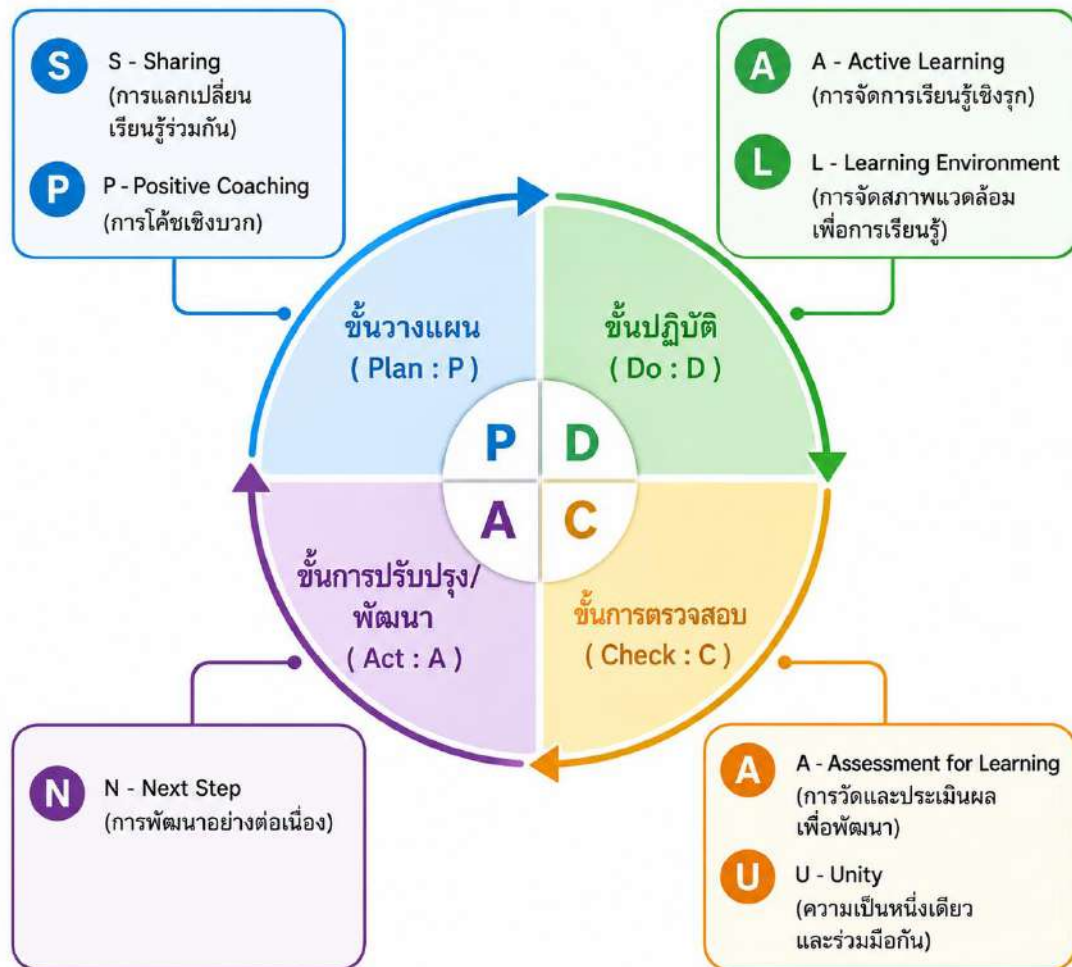 S
S - Sharing
(การแลกเปลี่ยน
เรียนรู้ร่วมกัน)
P
P - Positive Coaching
(การโค้ชเชิงบวก)
A
A - Active Learning
(การจัดการเรียนรู้เชิงรุก)
L
L - Learning Environment
(การจัดสภาพแวดล้อม
เพื่อการเรียนรู้)
ขั้นวางแผน
( Plan : P )
ขั้นปฏิบัติ
( Do : D )
P
D
A
C
ขั้นการปรับปรุง/
พัฒนา
( Act : A )
ขั้นการตรวจสอบ
( Check : C )
N
N - Next Step
(การพัฒนาอย่างต่อเนื่อง)
A
A - Assessment for Learning
(การวัดและประเมินผล
เพื่อพัฒนา)
U
U - Unity
(ความเป็นหนึ่งเดียว
และร่วมมือกัน)